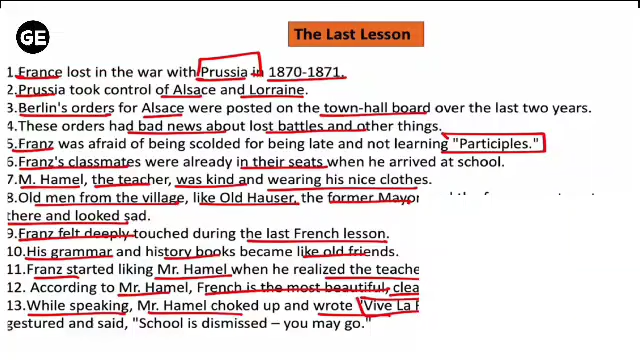 GE
The Last Lesson
1.France lost in the war with Prussia in 1870-1871.
2.Prussia took control of Alsace and Lorraine.
3.Berlin's orders for Alsace were posted on the town-hall board over the last two years.
4.These orders had bad news about lost battles and other things.
5.Franz was afraid of being scolded for being late and not learning "Participles."
6.Franz's classmates were already in their seats when he arrived at school.
7.M. Hamel, the teacher, was kind and wearing his nice clothes.
8.Old men from the village, like Old Hauser, the former Mayor
there and looked sad.
9.Franz felt deeply touched during the last French lesson.
10.His grammar and history books became like old friends.
11.Franz started liking Mr. Hamel when he realized the teache
12. According to Mr. Hamel, French is the most beautiful, clea
13.While speaking, Mr. Hamel choked up and wrote "Vive La
gestured and said, "School is dismissed – you may go."